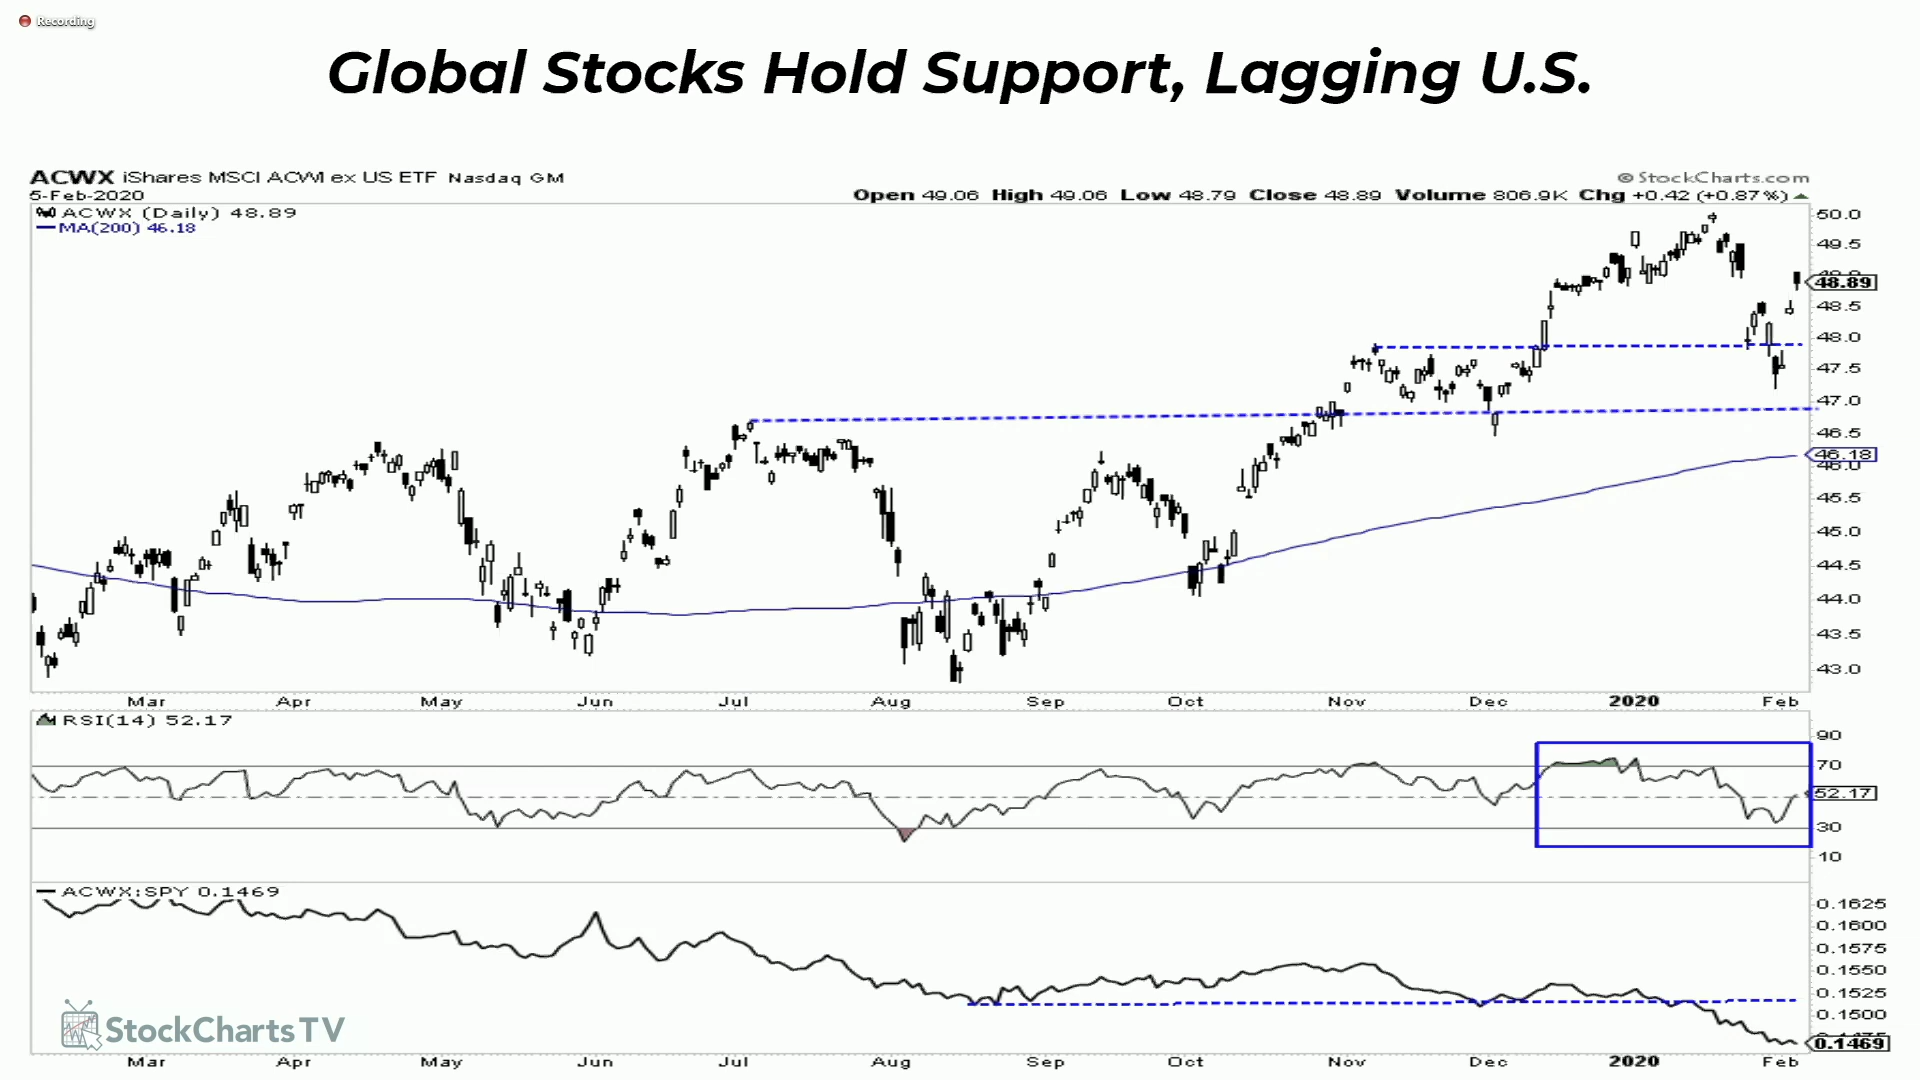 Recording
Global Stocks Hold Support, Lagging U.S.
ACWX iShares MSCI ACWI ex US ETF Nasdaq GM
© StockCharts.com
5-Feb-2020
Open 49.06 High 49.06 Low 48.79 Close 48.89 Volume 806.9K Chg +0.42 (+0.87%)
ACWX (Daily) 48.89
MA(200) 46.18
50.0
49.5
48.89
48.5
48.0
47.5
47.0
46.5
46.18
46.0
45.5
45.0
44.5
44.0
43.5
43.0
Mar Apr May Jun Jul Aug Sep Oct Nov Dec 2020 Feb
RSI(14) 52.17
90
70
52.17
30
10
ACWX:SPY 0.1469
0.1625
0.1600
0.1575
0.1550
0.1525
0.1500
0.1469
StockCharts TV
Mar Apr May Jun Jul Aug Sep Oct Nov Dec 2020 Feb